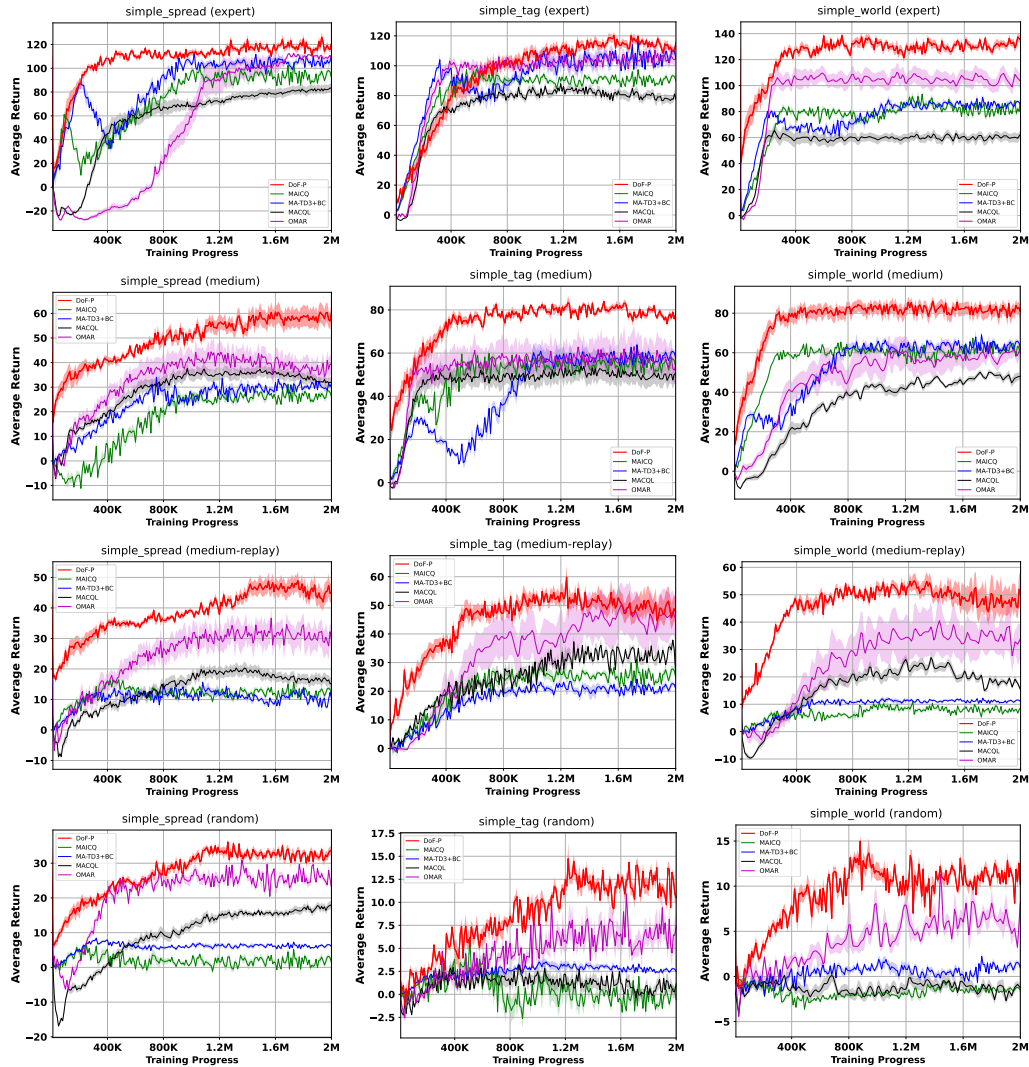 simple_spread (expert)
Average Return
120
100
80
60
40
20
0
−20
400K 800K 1.2M 1.6M 2M
Training Progress
DoF-P
MAICQ
MA-TD3+BC
MACQL
OMAR
simple_tag (expert)
Average Return
120
100
80
60
40
20
0
400K 800K 1.2M 1.6M 2M
Training Progress
DoF-P
MAICQ
MA-TD3+BC
MACQL
OMAR
simple_world (expert)
Average Return
140
120
100
80
60
40
20
0
400K 800K 1.2M 1.6M 2M
Training Progress
DoF-P
MAICQ
MA-TD3+BC
MACQL
OMAR
simple_spread (medium)
Average Return
60
50
40
30
20
10
0
−10
400K 800K 1.2M 1.6M 2M
Training Progress
DoF-P
MAICQ
MA-TD3+BC
MACQL
OMAR
simple_tag (medium)
Average Return
80
60
40
20
0
400K 800K 1.2M 1.6M 2M
Training Progress
DoF-P
MAICQ
MA-TD3+BC
MACQL
OMAR
simple_world (medium)
Average Return
80
60
40
20
0
400K 800K 1.2M 1.6M 2M
Training Progress
DoF-P
MAICQ
MA-TD3+BC
MACQL
OMAR
simple_spread (medium-replay)
Average Return
50
40
30
20
10
0
−10
400K 800K 1.2M 1.6M 2M
Training Progress
DoF-P
MAICQ
MA-TD3+BC
MACQL
OMAR
simple_tag (medium-replay)
Average Return
60
50
40
30
20
10
0
400K 800K 1.2M 1.6M 2M
Training Progress
DoF-P
MAICQ
MA-TD3+BC
MACQL
OMAR
simple_world (medium-replay)
Average Return
60
50
40
30
20
10
0
−10
400K 800K 1.2M 1.6M 2M
Training Progress
DoF-P
MAICQ
MA-TD3+BC
MACQL
OMAR
simple_spread (random)
Average Return
30
20
10
0
−10
−20
400K 800K 1.2M 1.6M 2M
Training Progress
DoF-P
MAICQ
MA-TD3+BC
MACQL
OMAR
simple_tag (random)
Average Return
17.5
15.0
12.5
10.0
7.5
5.0
2.5
0.0
−2.5
400K 800K 1.2M 1.6M 2M
Training Progress
DoF-P
MAICQ
MA-TD3+BC
MACQL
OMAR
simple_world (random)
Average Return
15
10
5
0
−5
400K 800K 1.2M 1.6M 2M
Training Progress
DoF-P
MAICQ
MA-TD3+BC
MACQL
OMAR